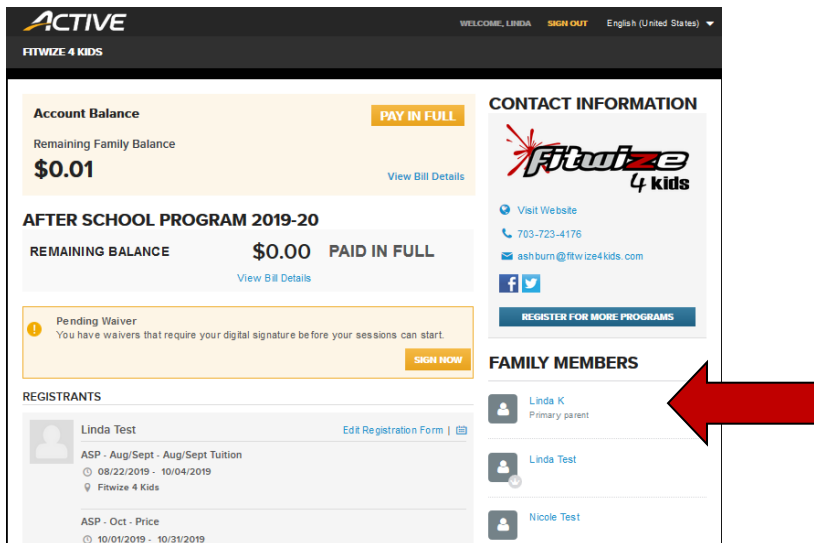 ACTIVE
WELCOME, LINDA SIGN OUT English (United States)
FITWIZE 4 KIDS
Account Balance
PAY IN FULL
Remaining Family Balance
$0.01
View Bill Details
AFTER SCHOOL PROGRAM 2019-20
REMAINING BALANCE $0.00 PAID IN FULL
View Bill Details
Pending Waiver
You have waivers that require your digital signature before your sessions can start.
SIGN NOW
REGISTRANTS
Linda Test Edit Registration Form |
ASP - Aug/Sept - Aug/Sept Tuition
08/22/2019 - 10/04/2019
Fitwize 4 Kids
ASP - Oct - Price
10/01/2019 - 10/31/2019
CONTACT INFORMATION
Fitwize
4 kids
Visit Website
703-723-4176
ashburn@fitwize4kids.com
REGISTER FOR MORE PROGRAMS
FAMILY MEMBERS
Linda K
Primary parent
Linda Test
Nicole Test